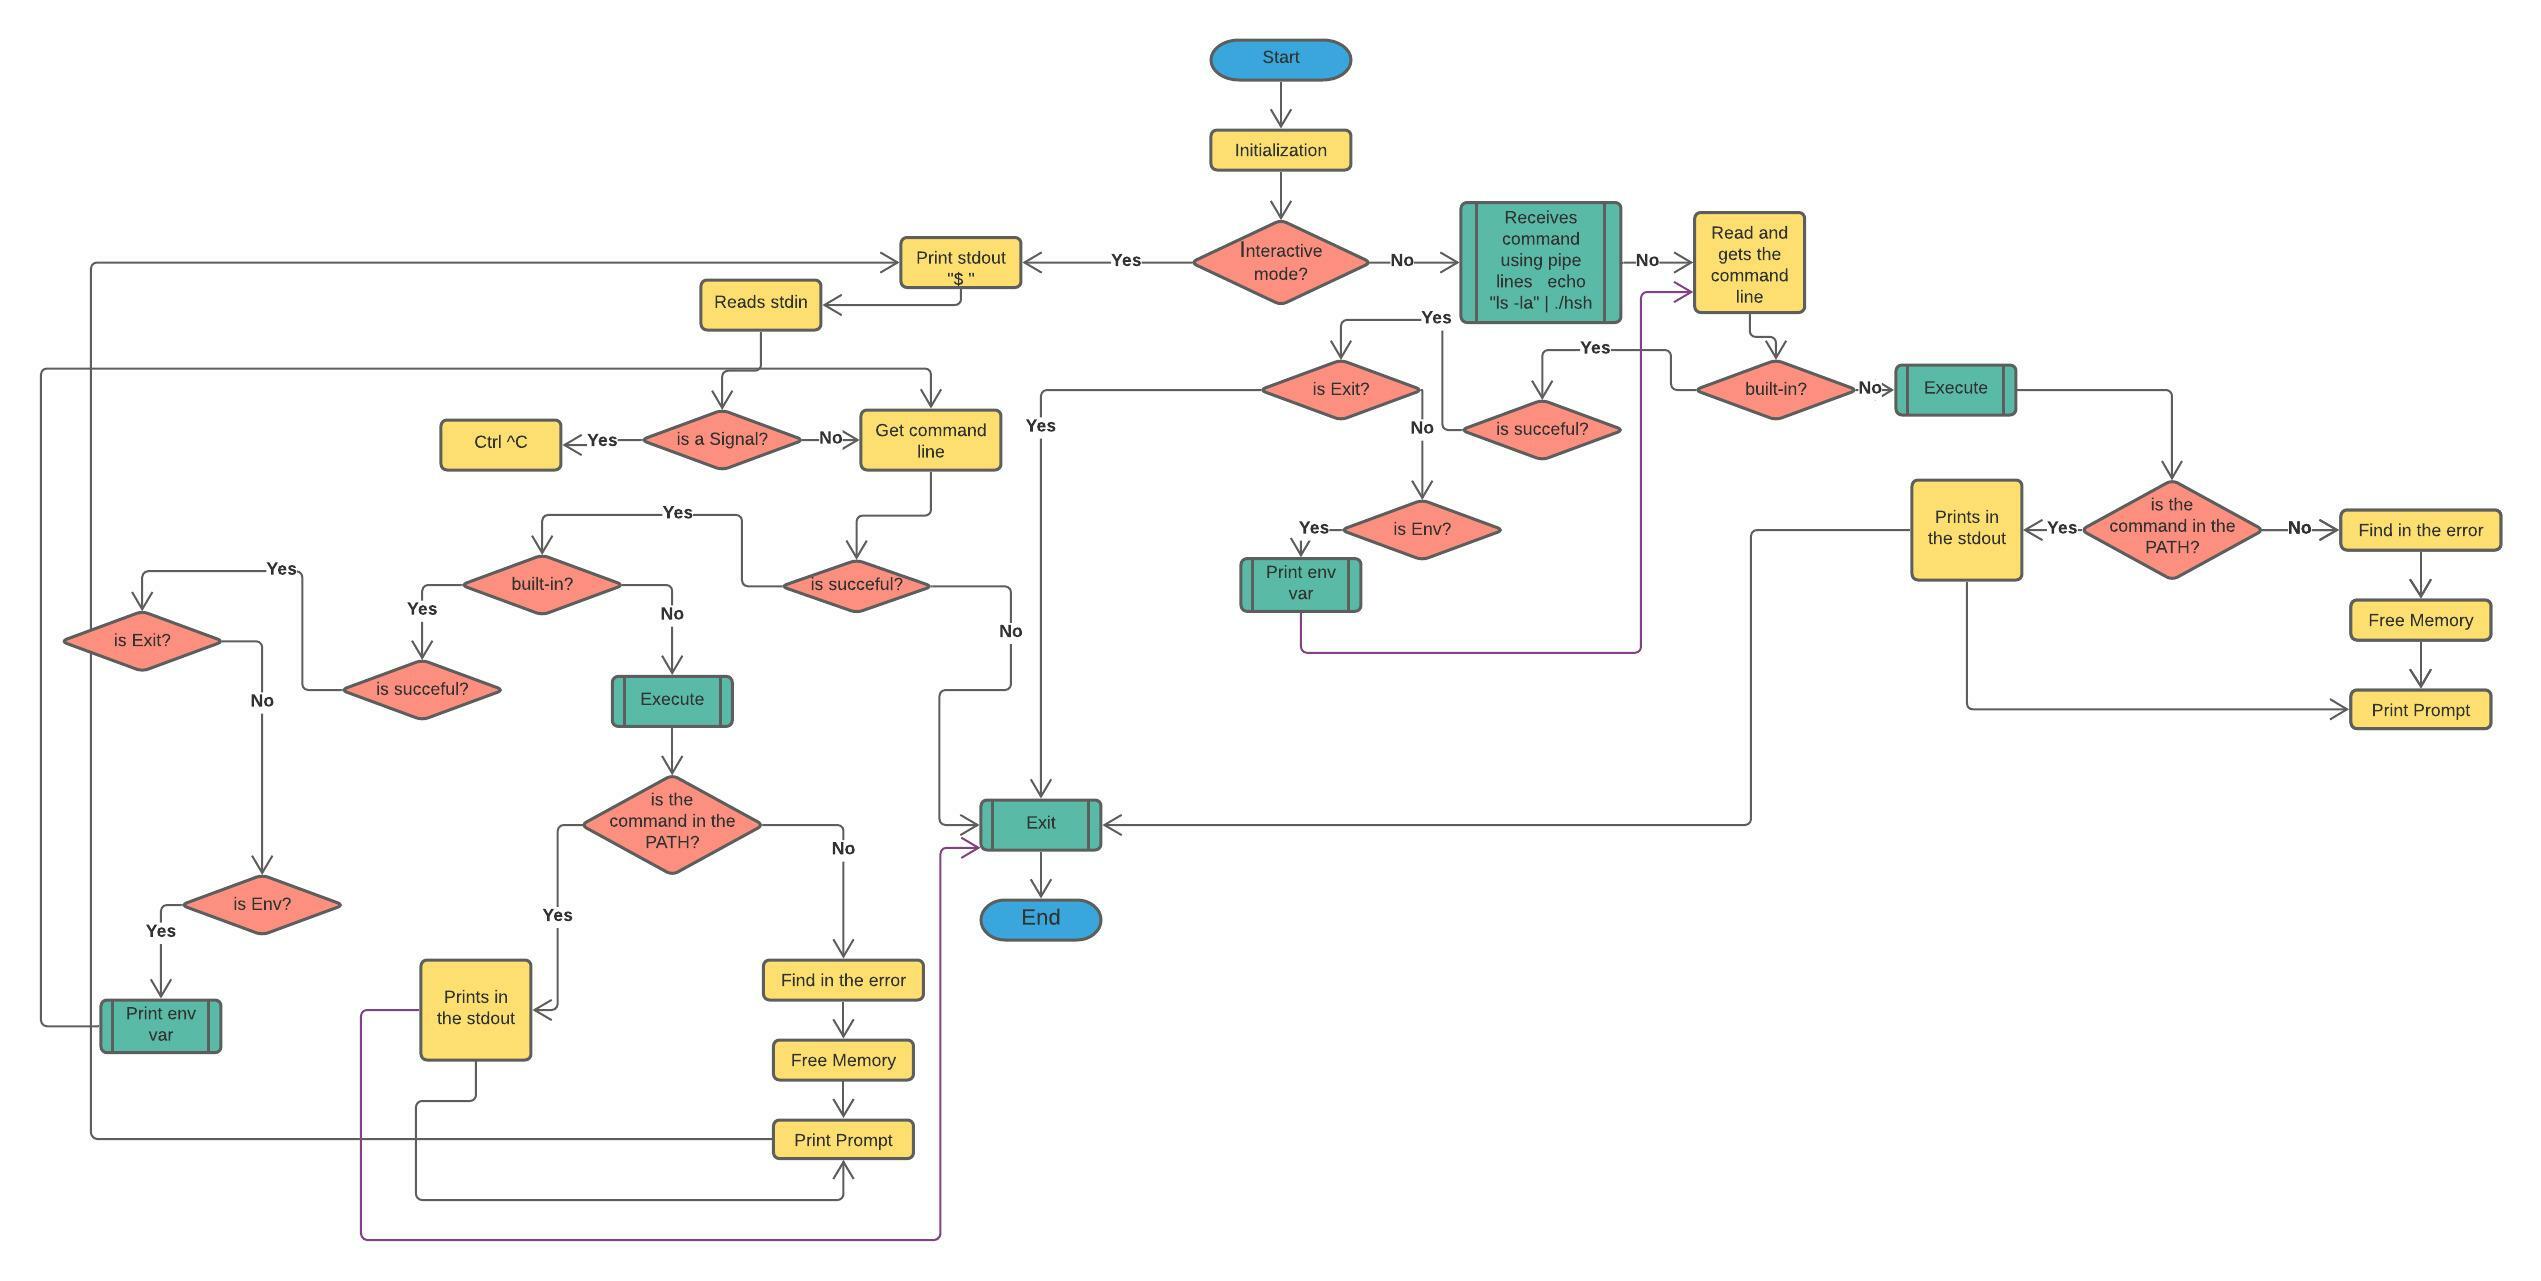 Start
Initialization
Interactive
mode?
Yes
No
Print stdout
"$ "
Receives
command
using pipe
lines echo
"ls -la" | ./hsh
No
Read and
gets the
command
line
Reads stdin
Yes
Yes
is Exit?
is succeful?
built-in?
No
Execute
Ctrl ^C
Yes
is a Signal?
No
Get command
line
Yes
No
Yes
is Env?
Print env
var
Prints in
the stdout
Yes
is the
command in the
PATH?
No
Find in the error
Free Memory
Print Prompt
Yes
built-in?
is succeful?
Yes
Yes
No
No
is Exit?
is succeful?
No
Execute
is the
command in the
PATH?
No
Yes
Exit
End
is Env?
Yes
Print env
var
Prints in
the stdout
Find in the error
Free Memory
Print Prompt